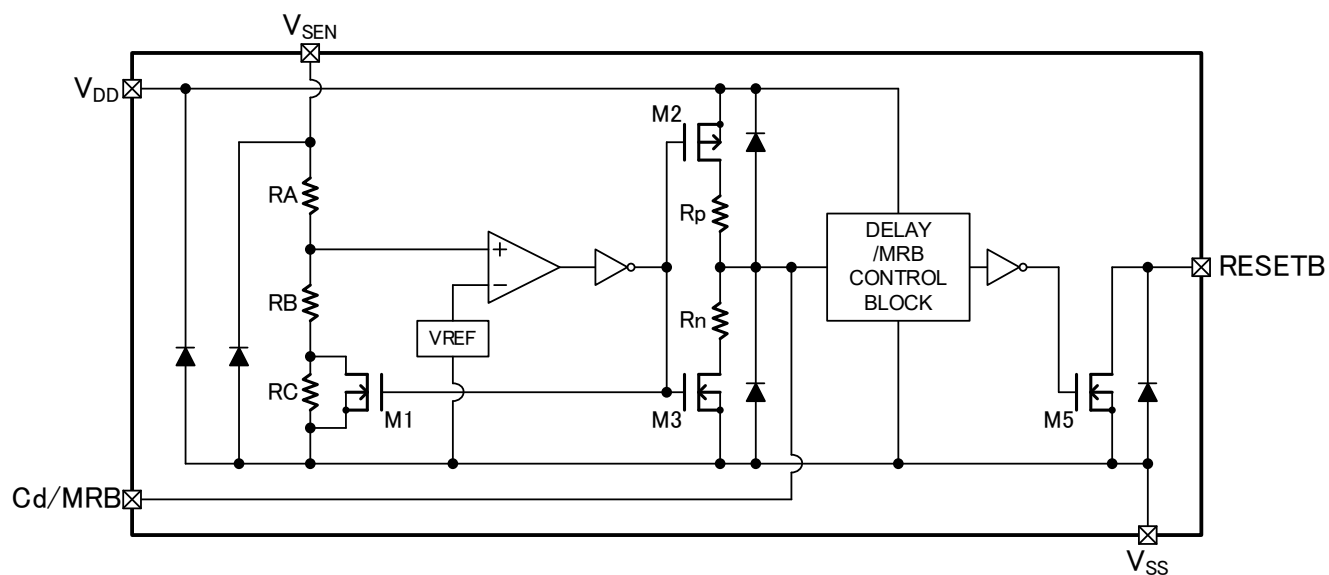 VSEN
VDD
M2
RA
Rp
DELAY
/MRB
CONTROL
BLOCK
RESETB
+
−
RB
Rn
VREF
RC
M1
M3
M5
Cd/MRB
VSS